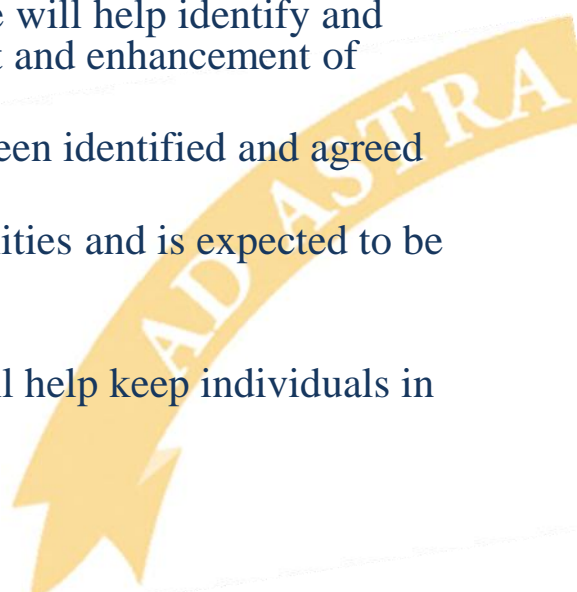 e will help identify and
t and enhancement of
een identified and agreed
ities and is expected to be
ll help keep individuals in
AD ASTRA